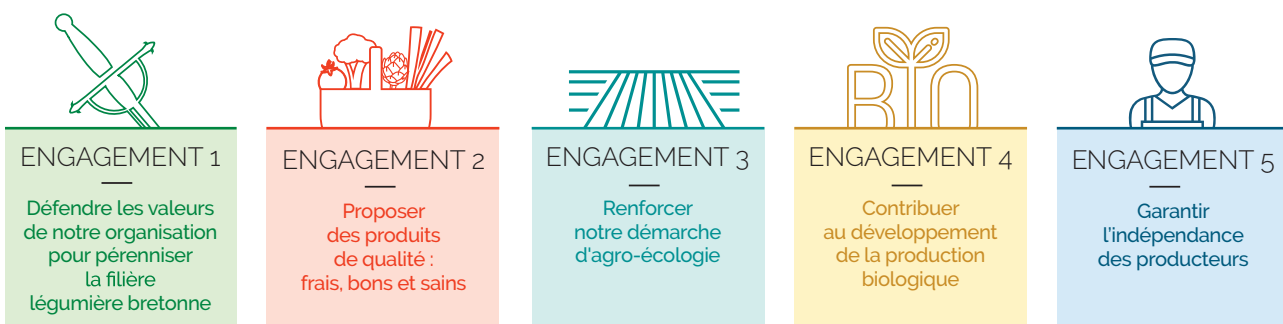 ENGAGEMENT 1
Défendre les valeurs
de notre organisation
pour pérenniser
la filière
légumière bretonne
ENGAGEMENT 2
Proposer
des produits
de qualité :
frais, bons et sains
ENGAGEMENT 3
Renforcer
notre démarche
d'agro-écologie
BIO
ENGAGEMENT 4
Contribuer
au développement
de la production
biologique
ENGAGEMENT 5
Garantir
l'indépendance
des producteurs